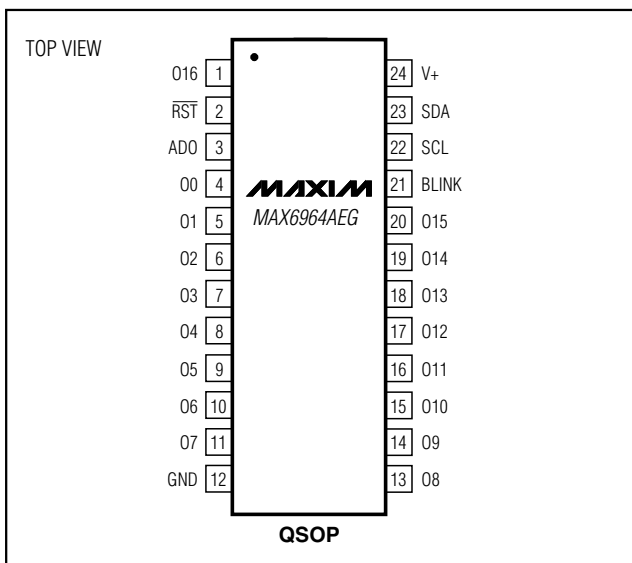 TOP VIEW
O16 1
RST 2
AD0 3
O0 4
O1 5
O2 6
O3 7
O4 8
O5 9
O6 10
O7 11
GND 12
MAXIM
MAX6964AEG
24 V+
23 SDA
22 SCL
21 BLINK
20 O15
19 O14
18 O13
17 O12
16 O11
15 O10
14 O9
13 O8
QSOP